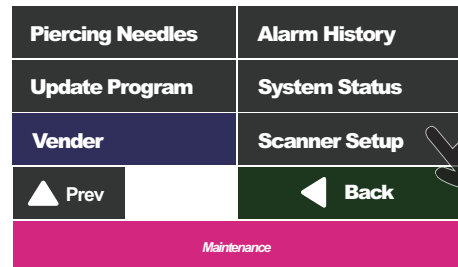 Piercing Needles
Alarm History
Update Program
System Status
Vender
Scanner Setup
Prev
Back
Maintenance